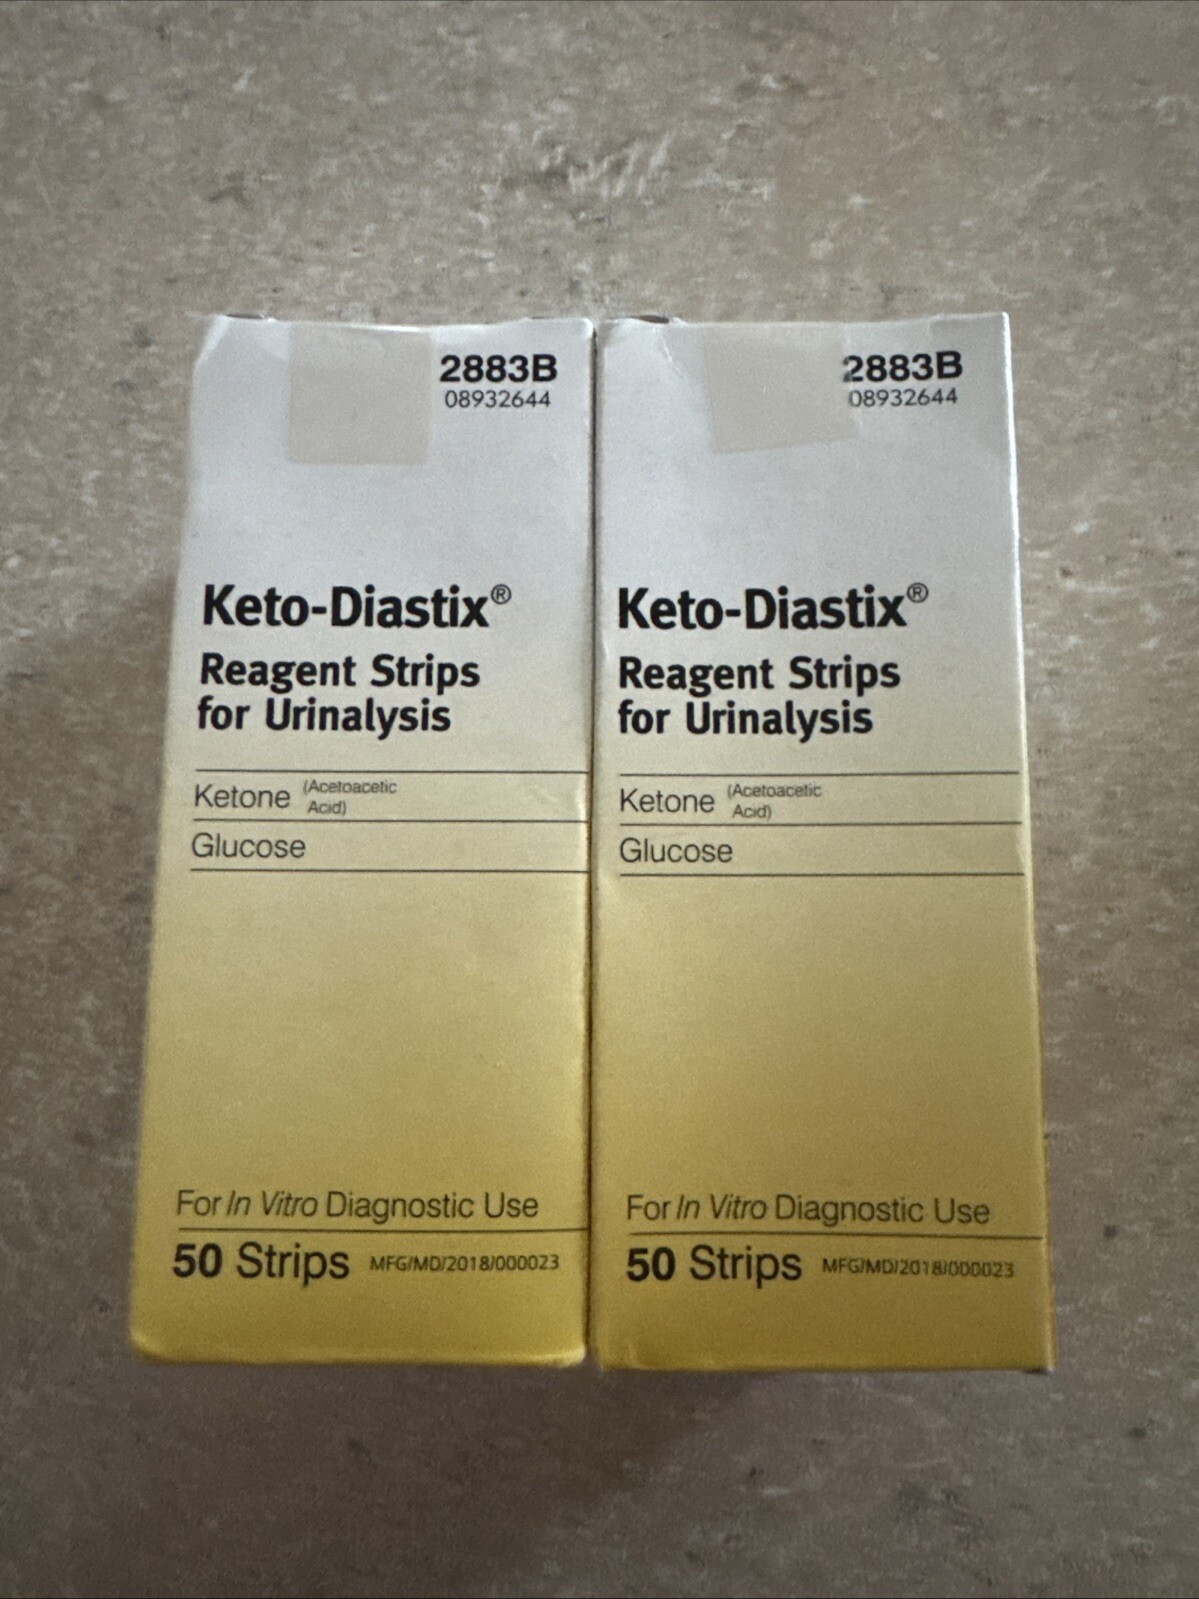 2883B
08932644
Keto-Diastix®
Reagent Strips
for Urinalysis
Ketone (Acetoacetic
Acid)
Glucose
For In Vitro Diagnostic Use
50 Strips MFG/MD/2018/000023
2883B
08932644
Keto-Diastix®
Reagent Strips
for Urinalysis
Ketone (Acetoacetic
Acid)
Glucose
For In Vitro Diagnostic Use
50 Strips MFG/MD/2018/000023